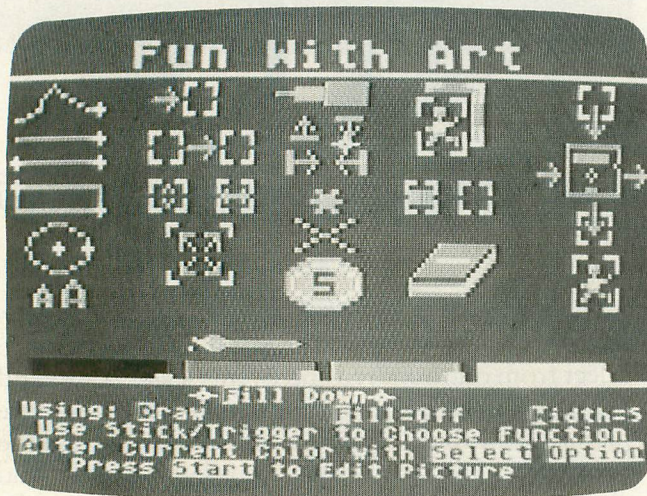 Fun With Art
AA
S
Fill Down
Using: Draw Fill=Off Width=5
Use Stick/Trigger to Choose Function
Alter Current Color with Select Option
Press Start to Edit Picture